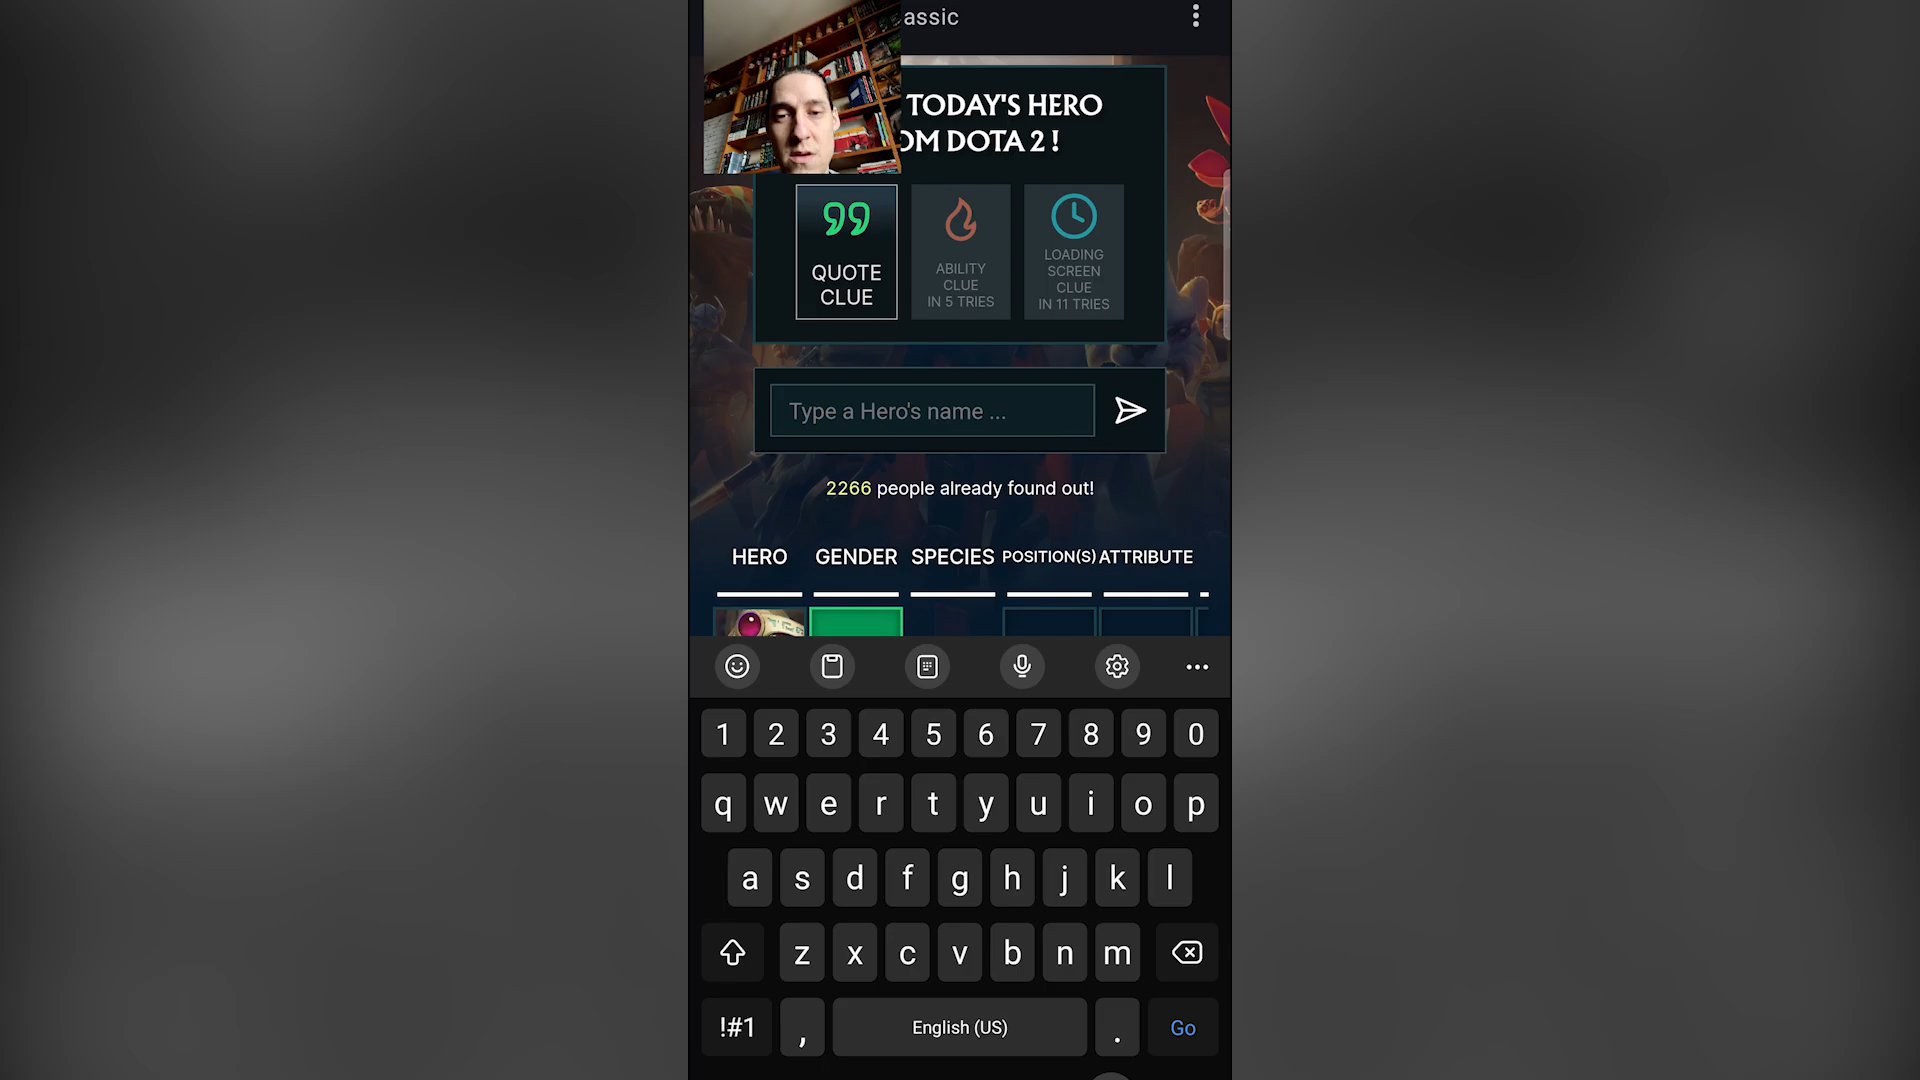 assic
TODAY'S HERO
OM DOTA 2 !
QUOTE
CLUE
ABILITY
CLUE
IN 5 TRIES
LOADING
SCREEN
CLUE
IN 11 TRIES
Type a Hero's name ...
2266 people already found out!
HERO GENDER SPECIES POSITION(S) ATTRIBUTE
1 2 3 4 5 6 7 8 9 0
q w e r t y u i o p
a s d f g h j k l
z x c v b n m
!#1 , English (US) . Go